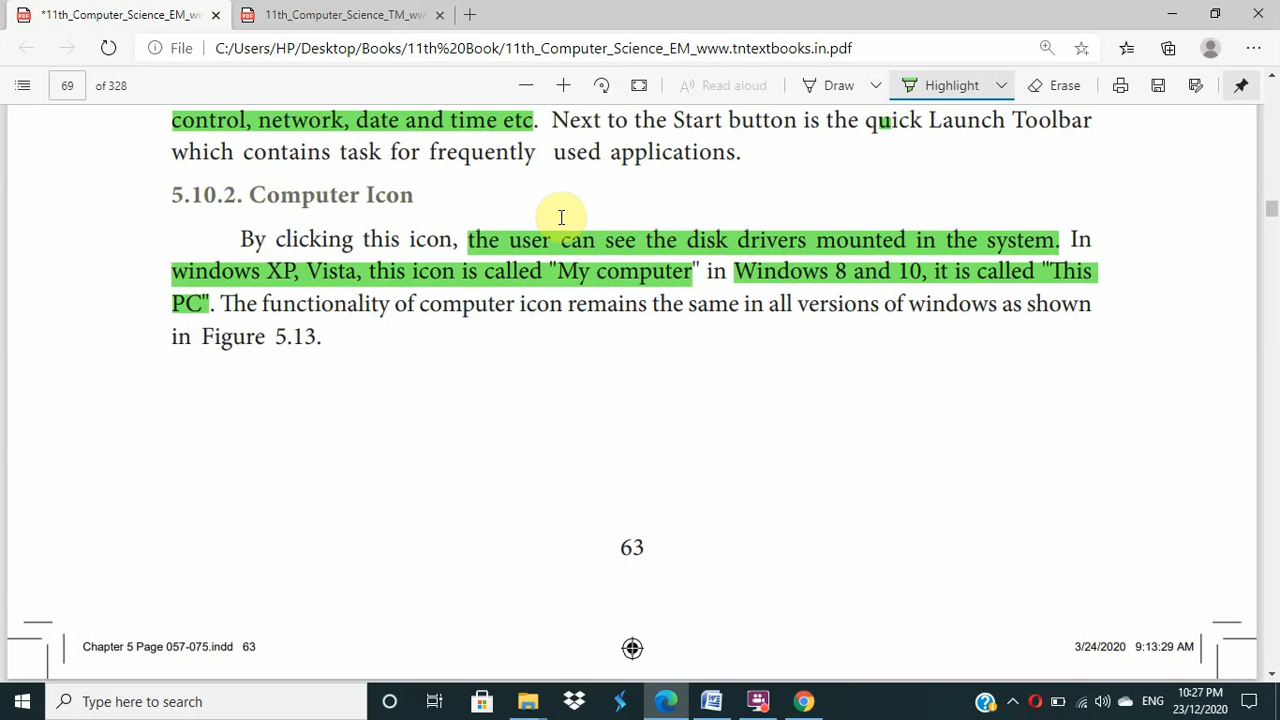 *11th_Computer_Science_EM_w
11th_Computer_Science_TM_ww
File
C:/Users/HP/Desktop/Books/11th%20Book/11th_Computer_Science_EM_www.tntextbooks.in.pdf
69 of 328
Read aloud
Draw
Highlight
Erase
control, network, date and time etc. Next to the Start button is the quick Launch Toolbar
which contains task for frequently used applications.
5.10.2. Computer Icon
By clicking this icon, the user can see the disk drivers mounted in the system. In
windows XP, Vista, this icon is called "My computer" in Windows 8 and 10, it is called "This
PC". The functionality of computer icon remains the same in all versions of windows as shown
in Figure 5.13.
63
Chapter 5 Page 057-075.indd 63
3/24/2020 9:13:29 AM
Type here to search
ENG
10:27 PM
23/12/2020